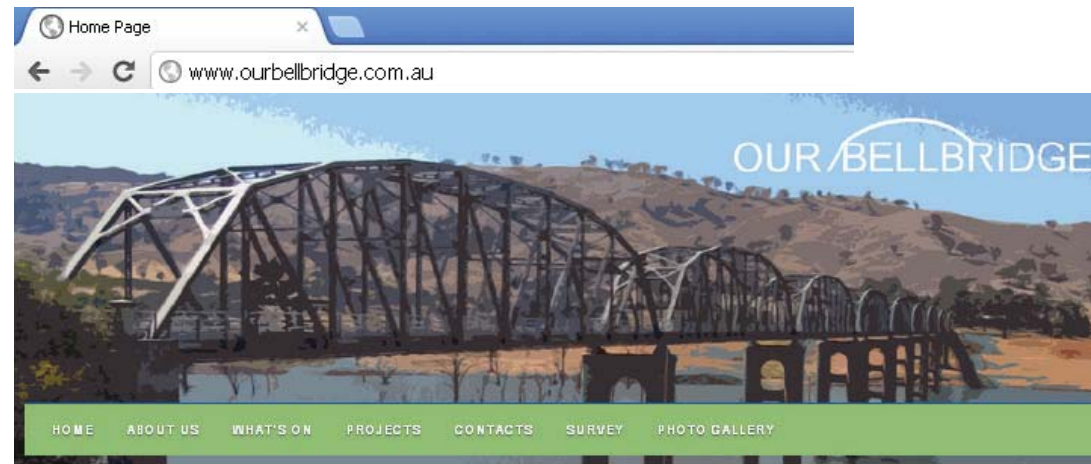 Home Page
www.ourbellbridge.com.au
OUR BELLBRIDGE
HOME ABOUT US WHAT'S ON PROJECTS CONTACTS SURVEY PHOTO GALLERY